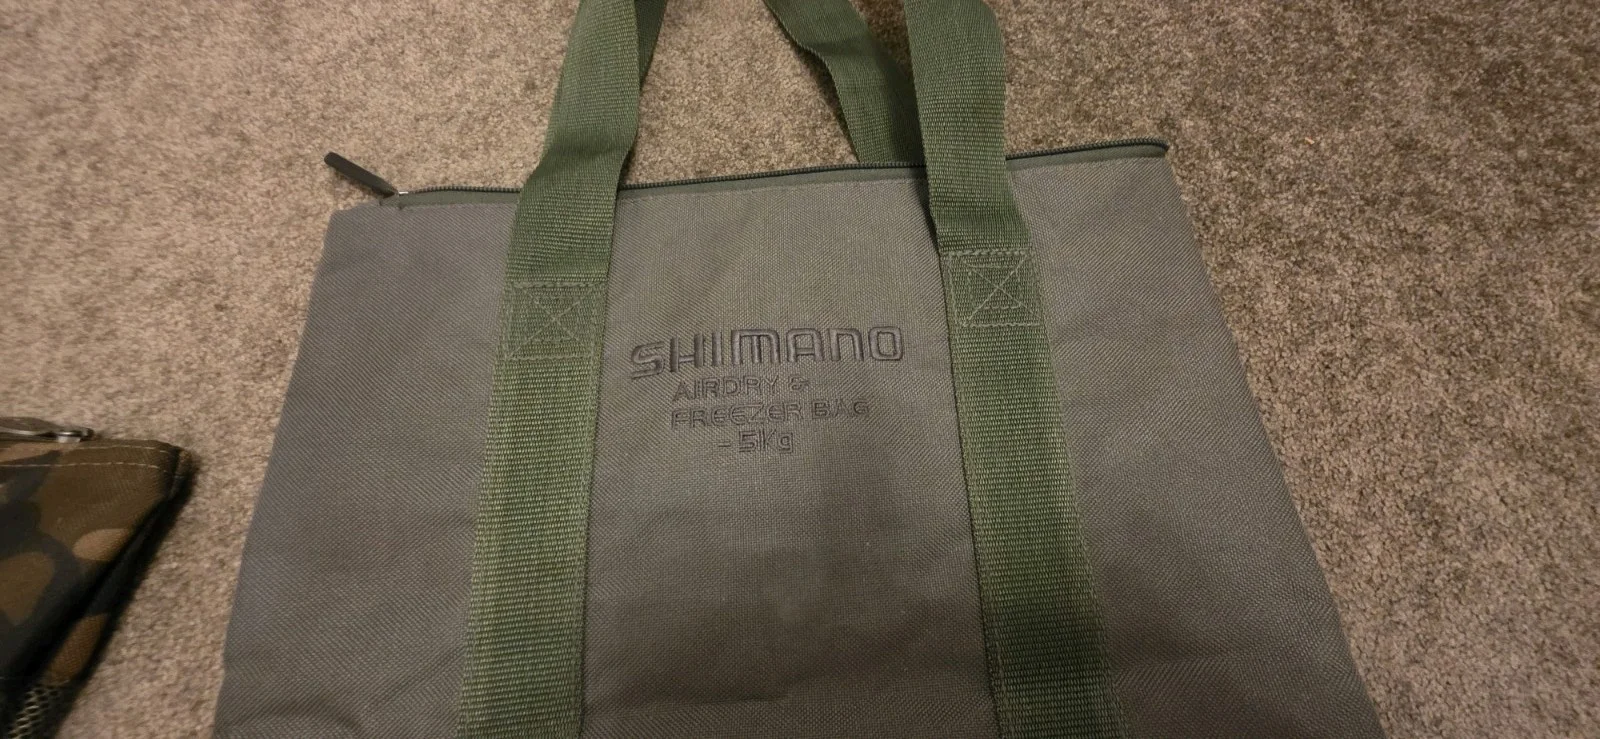 SHIMANO
AIRDRY &
FREEZER BAG
- 5Kg